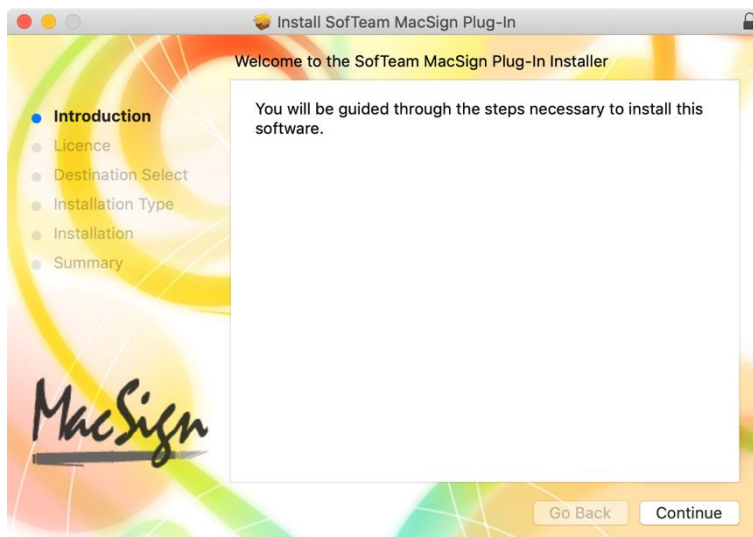 Install SofTeam MacSign Plug-In
Welcome to the SofTeam MacSign Plug-In Installer
Introduction
Licence
Destination Select
Installation Type
Installation
Summary
You will be guided through the steps necessary to install this
software.
MacSign
Go Back
Continue